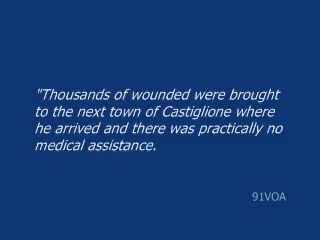 "Thousands of wounded were brought
to the next town of Castiglione where
he arrived and there was practically no
medical assistance.
91VOA